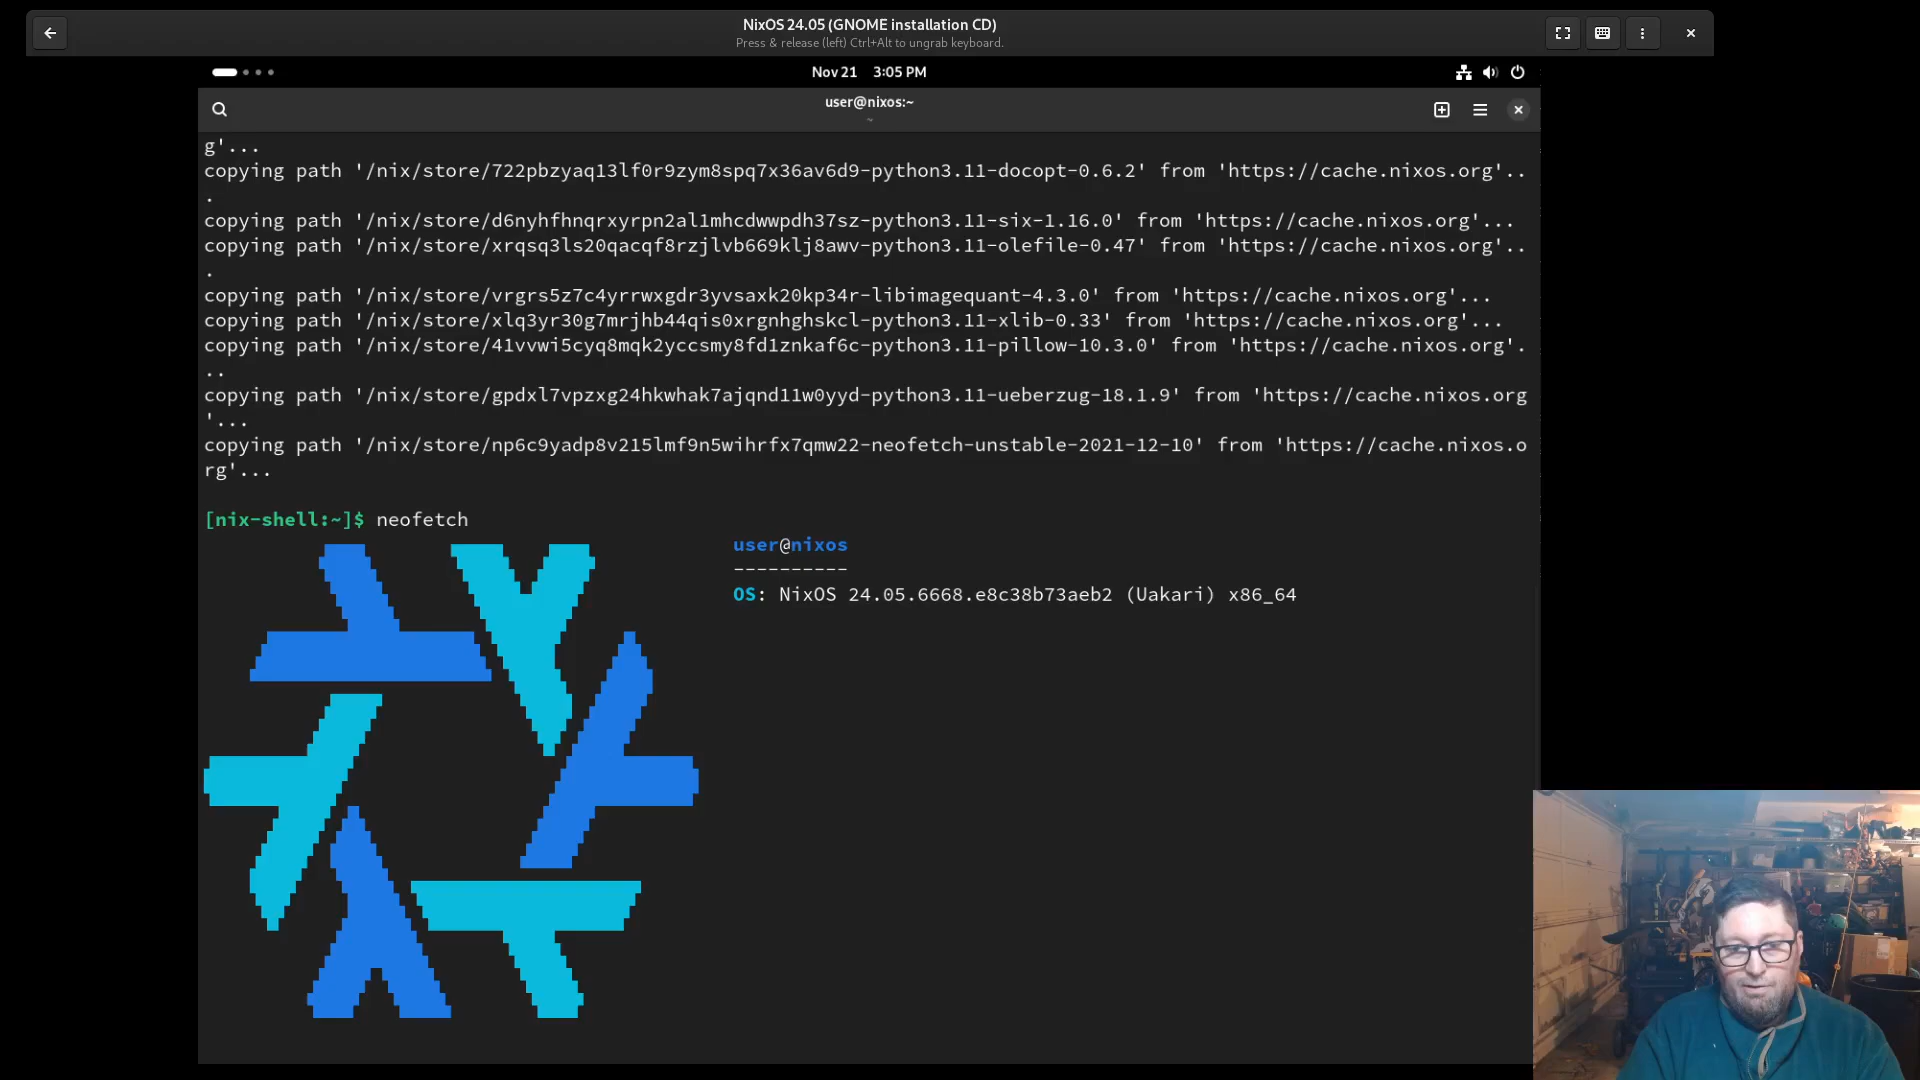 NixOS 24.05 (GNOME installation CD)
Press & release (left) Ctrl+Alt to ungrab keyboard.
Nov 21 3:05 PM
user@nixos:~
~
g'...
copying path '/nix/store/722pbzyaq13lf0r9zym8spq7x36av6d9-python3.11-docopt-0.6.2' from 'https://cache.nixos.org'..
.
copying path '/nix/store/d6nyhfhnqrxyrpn2al1mhcdwwpdh37sz-python3.11-six-1.16.0' from 'https://cache.nixos.org'...
copying path '/nix/store/xrqsq3ls20qacqf8rzjlvb669klj8awv-python3.11-olefile-0.47' from 'https://cache.nixos.org'..
.
copying path '/nix/store/vrgrs5z7c4yrrwxgdr3yvsaxk20kp34r-libimagequant-4.3.0' from 'https://cache.nixos.org'...
copying path '/nix/store/xlq3yr30g7mrjhb44qis0xrgnhghskcl-python3.11-xlib-0.33' from 'https://cache.nixos.org'...
copying path '/nix/store/41vvwi5cyq8mqk2yccsmy8fd1znkaf6c-python3.11-pillow-10.3.0' from 'https://cache.nixos.org'.
..
copying path '/nix/store/gpdxl7vpzxg24hkwhak7ajqnd11w0yyd-python3.11-ueberzug-18.1.9' from 'https://cache.nixos.org
'...
copying path '/nix/store/np6c9yadp8v215lmf9n5wihrfx7qmw22-neofetch-unstable-2021-12-10' from 'https://cache.nixos.o
rg'...
[nix-shell:~]$ neofetch
user@nixos
----------
OS: NixOS 24.05.6668.e8c38b73aeb2 (Uakari) x86_64